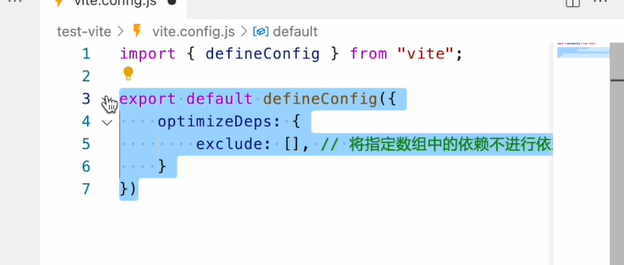 vite.config.js
test-vite > vite.config.js > default
1 import { defineConfig } from "vite";
2
3 export default defineConfig({
4 optimizeDeps: {
5 exclude: [], // 将指定数组中的依赖不进行依
6 }
7 })